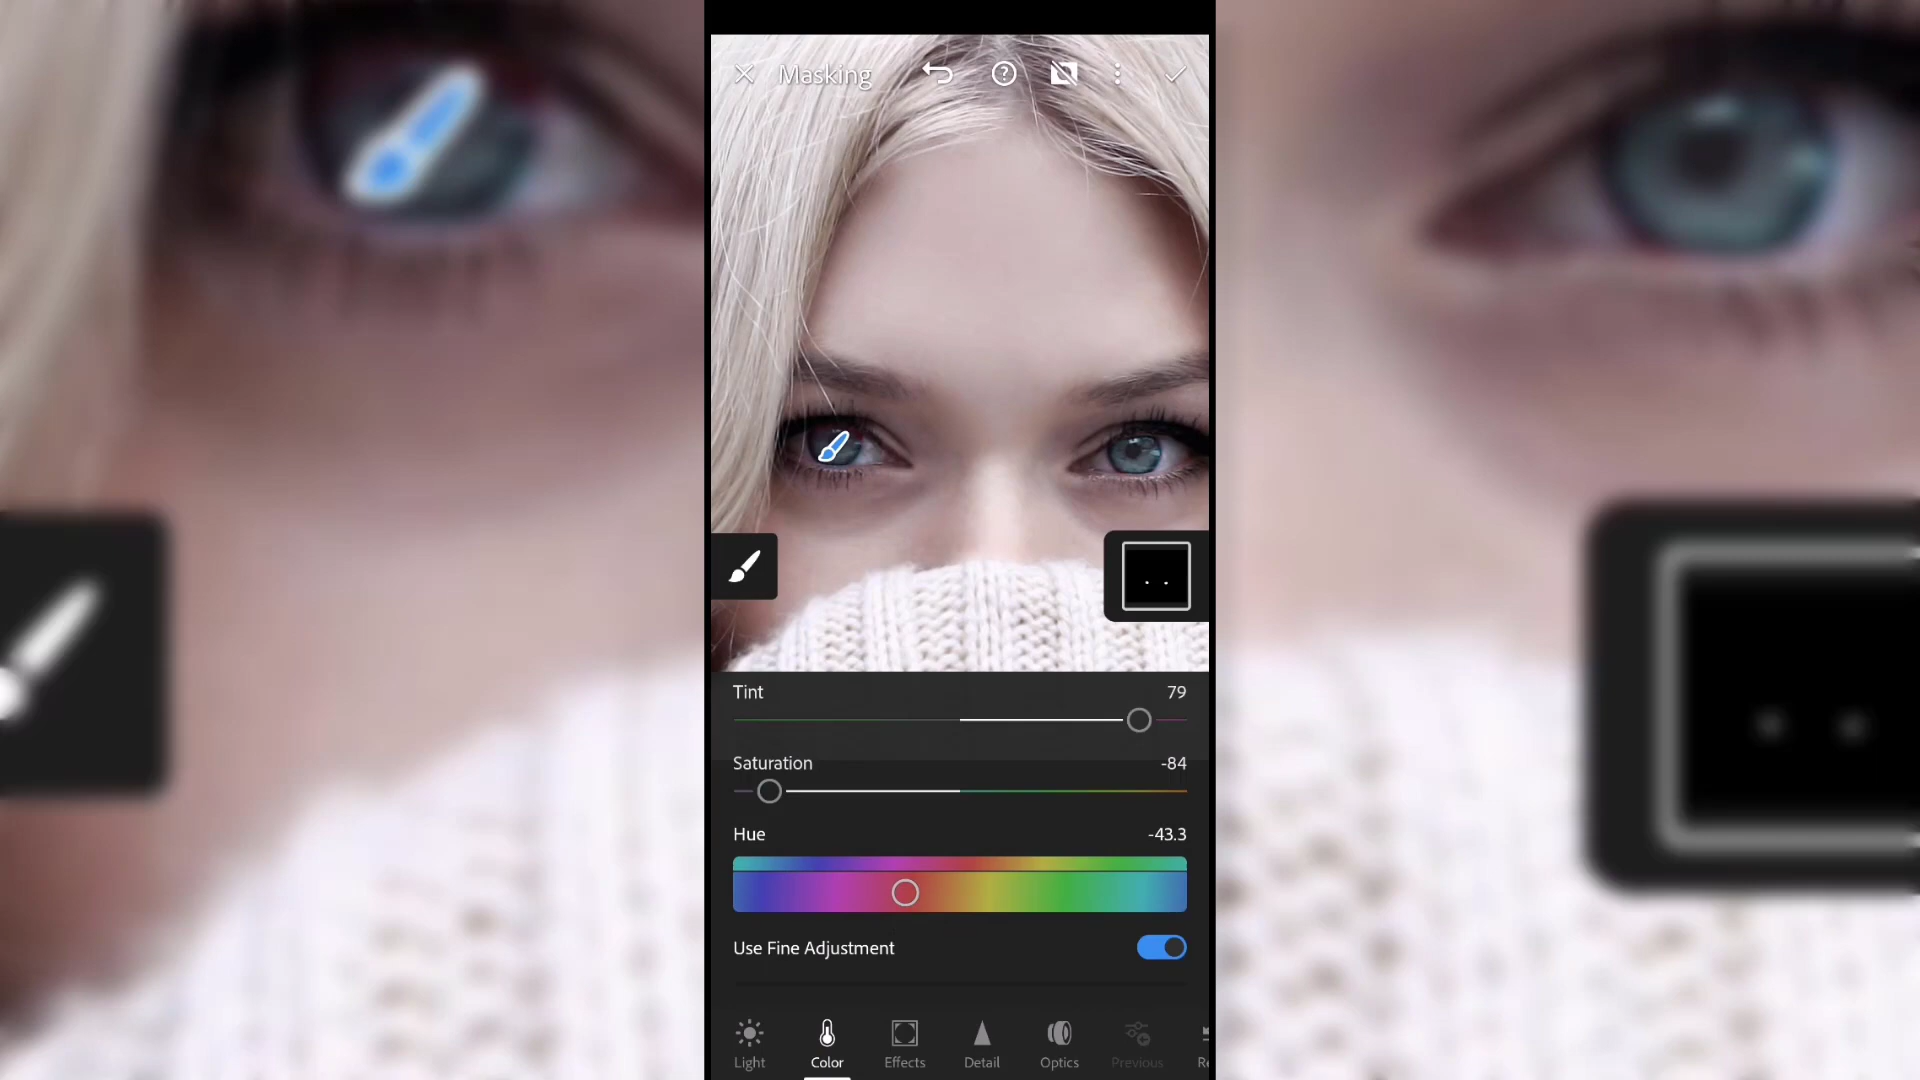 Masking
Tint 79
Saturation -84
Hue -43.3
Use Fine Adjustment
Light Color Effects Detail Optics Previous